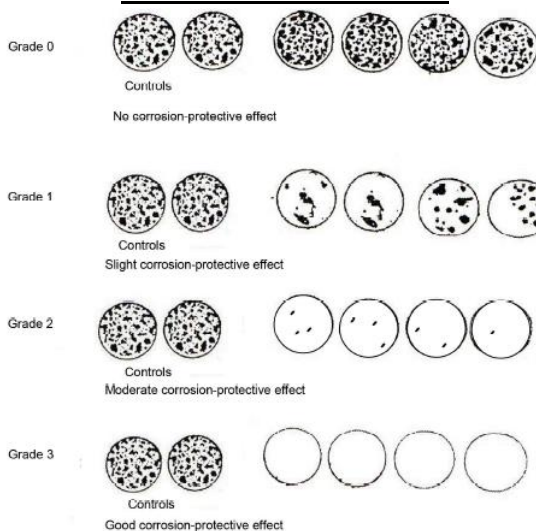 Grade 0
Controls
No corrosion-protective effect
Grade 1
Controls
Slight corrosion-protective effect
Grade 2
Controls
Moderate corrosion-protective effect
Grade 3
Controls
Good corrosion-protective effect